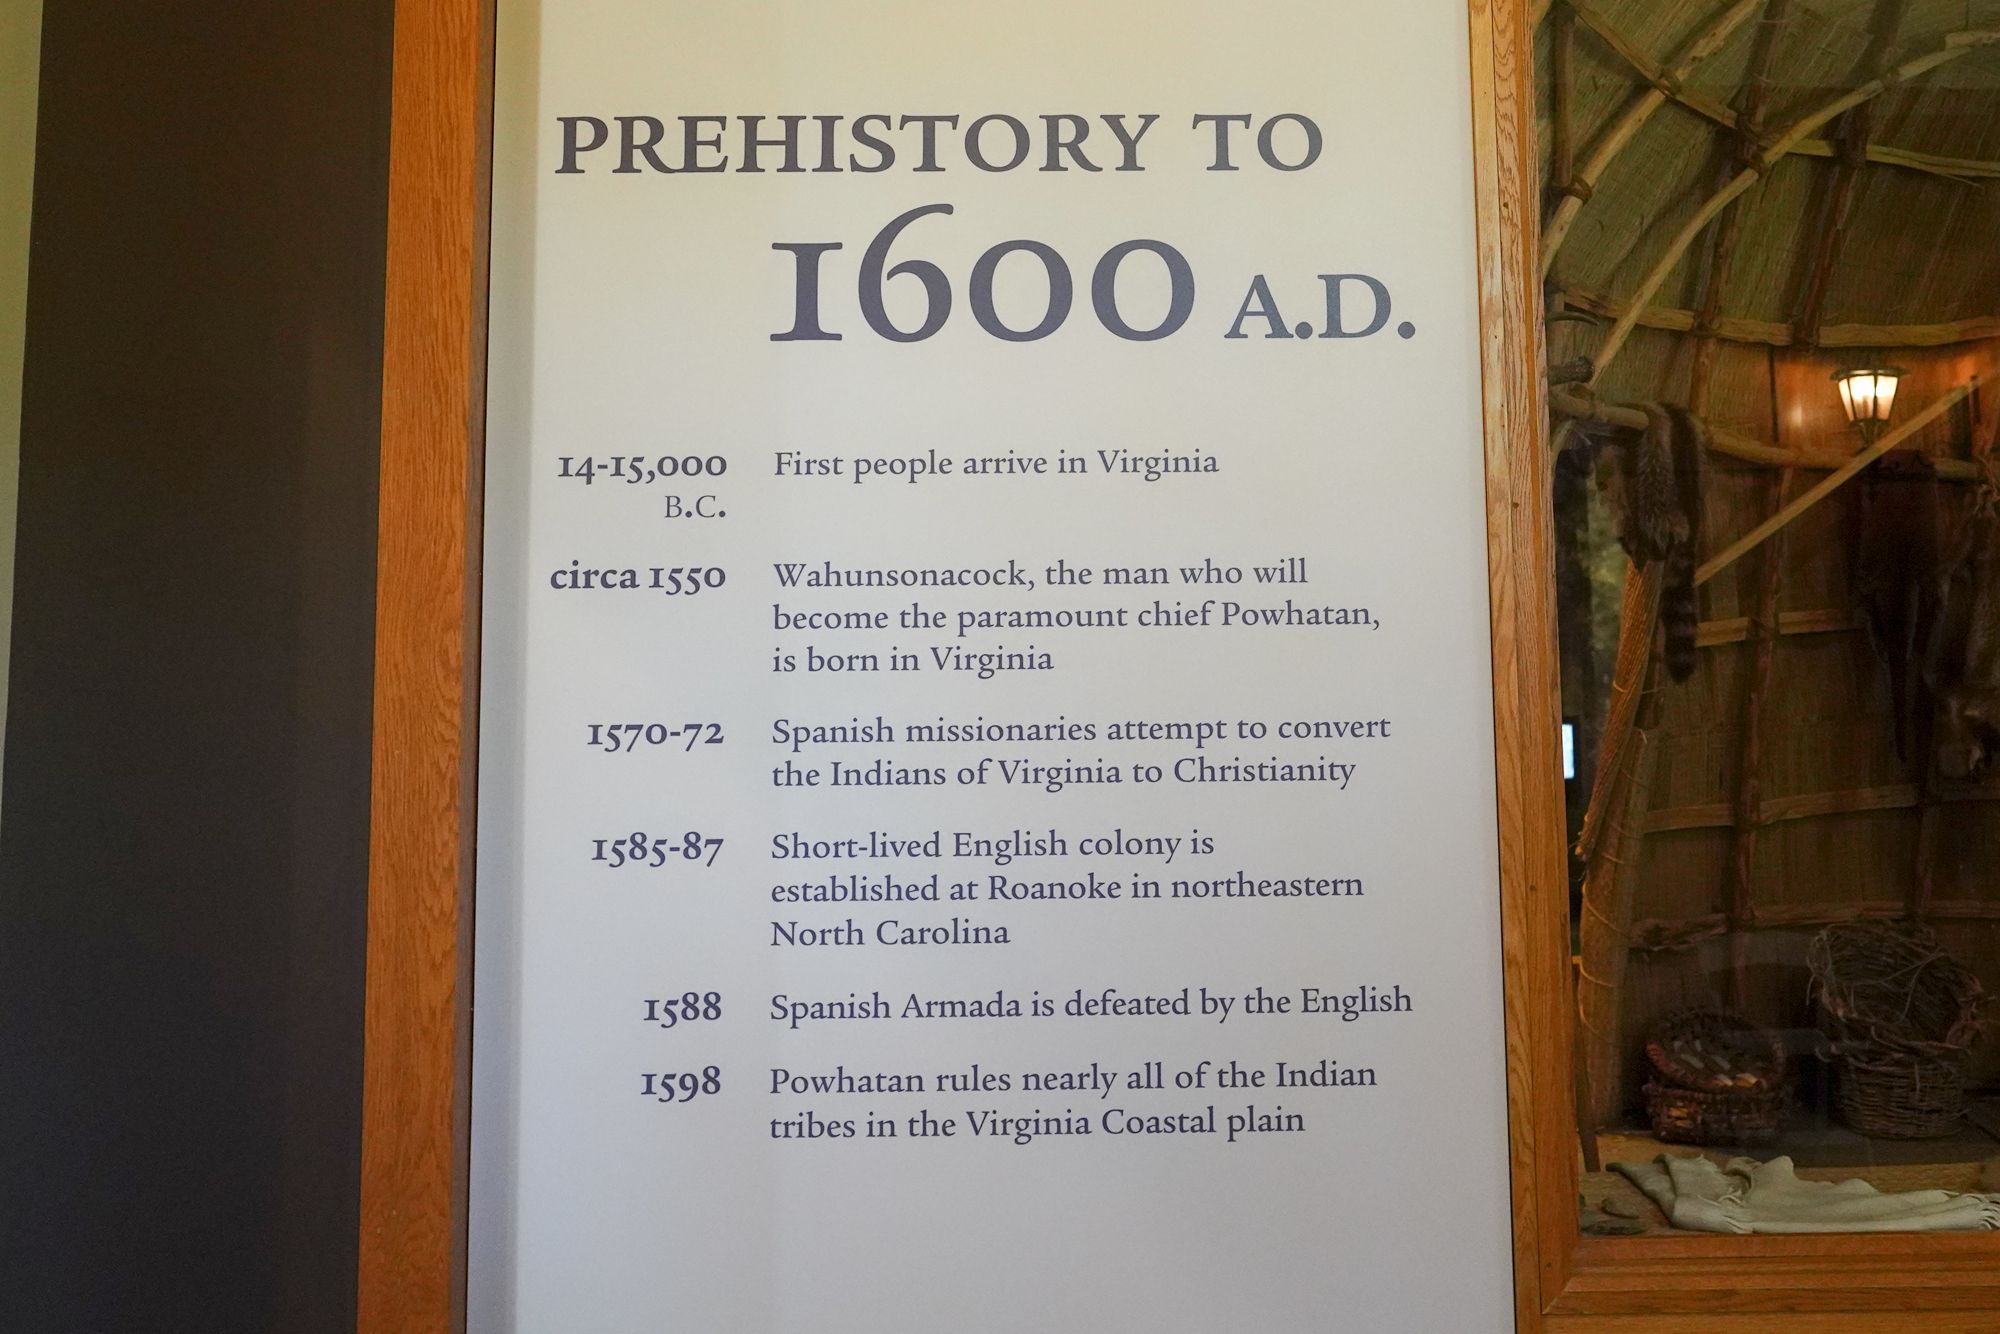 PREHISTORY TO
1600 A.D.
14-15,000 First people arrive in Virginia
B.C.
circa 1550 Wahunsonacock, the man who will
become the paramount chief Powhatan,
is born in Virginia
1570-72 Spanish missionaries attempt to convert
the Indians of Virginia to Christianity
1585-87 Short-lived English colony is
established at Roanoke in northeastern
North Carolina
1588 Spanish Armada is defeated by the English
1598 Powhatan rules nearly all of the Indian
tribes in the Virginia Coastal plain